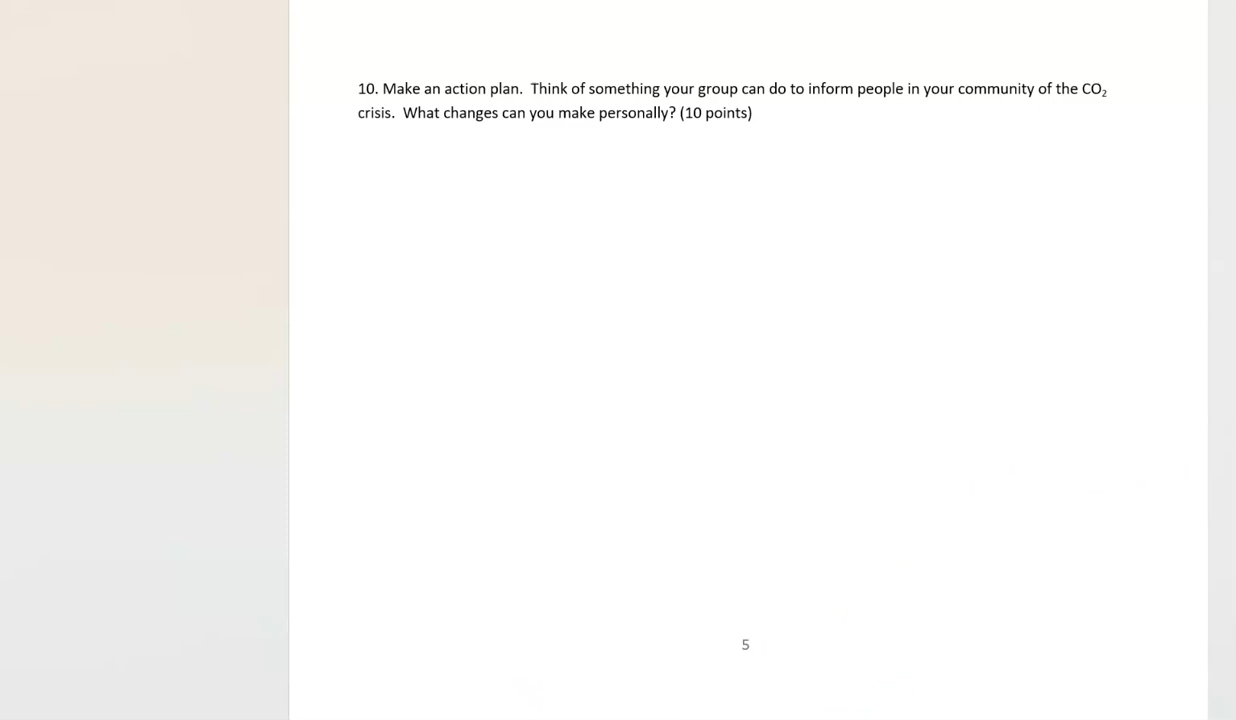 10. Make an action plan.  Think of something your group can do to inform people in your community of the CO₂
crisis.  What changes can you make personally? (10 points)
5